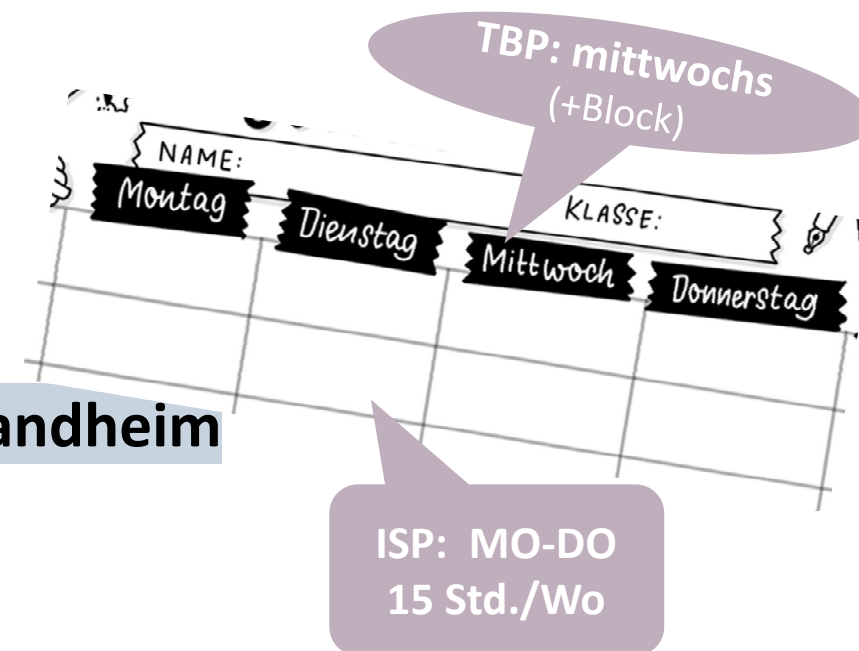 TBP: mittwochs
(+Block)
NAME:
KLASSE:
Montag
Dienstag
Mittwoch
Donnerstag
andheim
ISP: MO-DO
15 Std./Wo